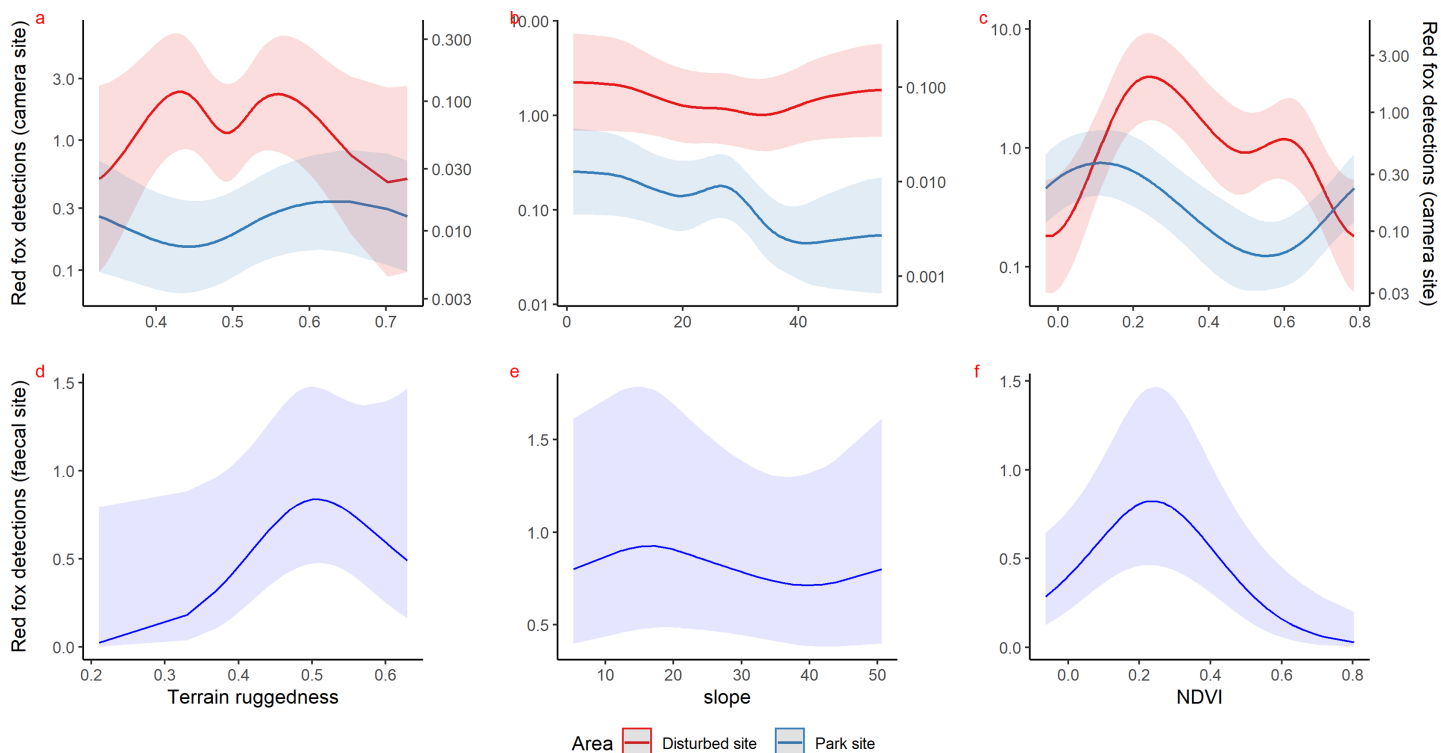 a
b
c
Red fox detections (camera site)
3.0
1.0
0.3
0.1
0.300
0.100
0.030
0.010
0.003
0.4 0.5 0.6 0.7
10.00
1.00
0.10
0.01
0.100
0.010
0.001
0 20 40
10.0
1.0
0.1
3.00
1.00
0.30
0.10
0.03
0.0 0.2 0.4 0.6 0.8
Red fox detections (camera site)
d
e
f
Red fox detections (faecal site)
1.5
1.0
0.5
0.0
0.2 0.3 0.4 0.5 0.6
Terrain ruggedness
1.5
1.0
0.5
10 20 30 40 50
slope
1.5
1.0
0.5
0.0
0.0 0.2 0.4 0.6 0.8
NDVI
Area Disturbed site Park site